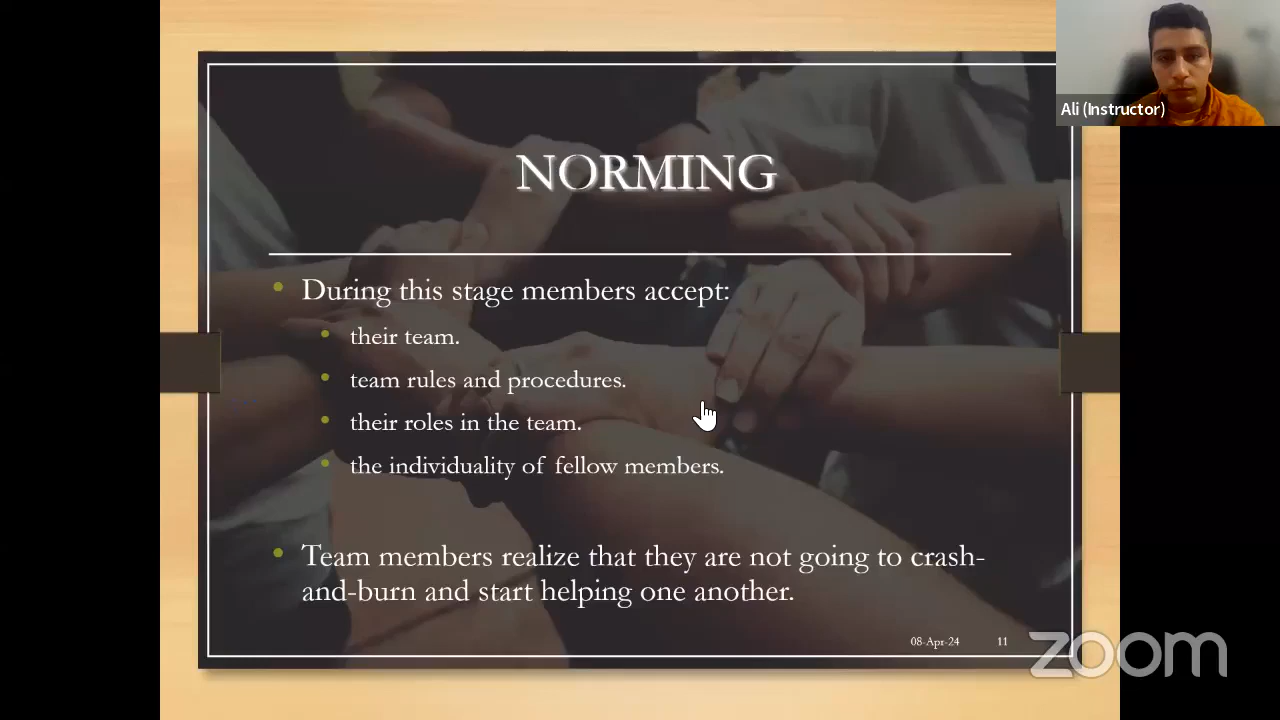 Ali (Instructor)
NORMING
During this stage members accept:
their team.
team rules and procedures.
their roles in the team.
the individuality of fellow members.
Team members realize that they are not going to crash-
and-burn and start helping one another.
08-Apr-24 11
zoom